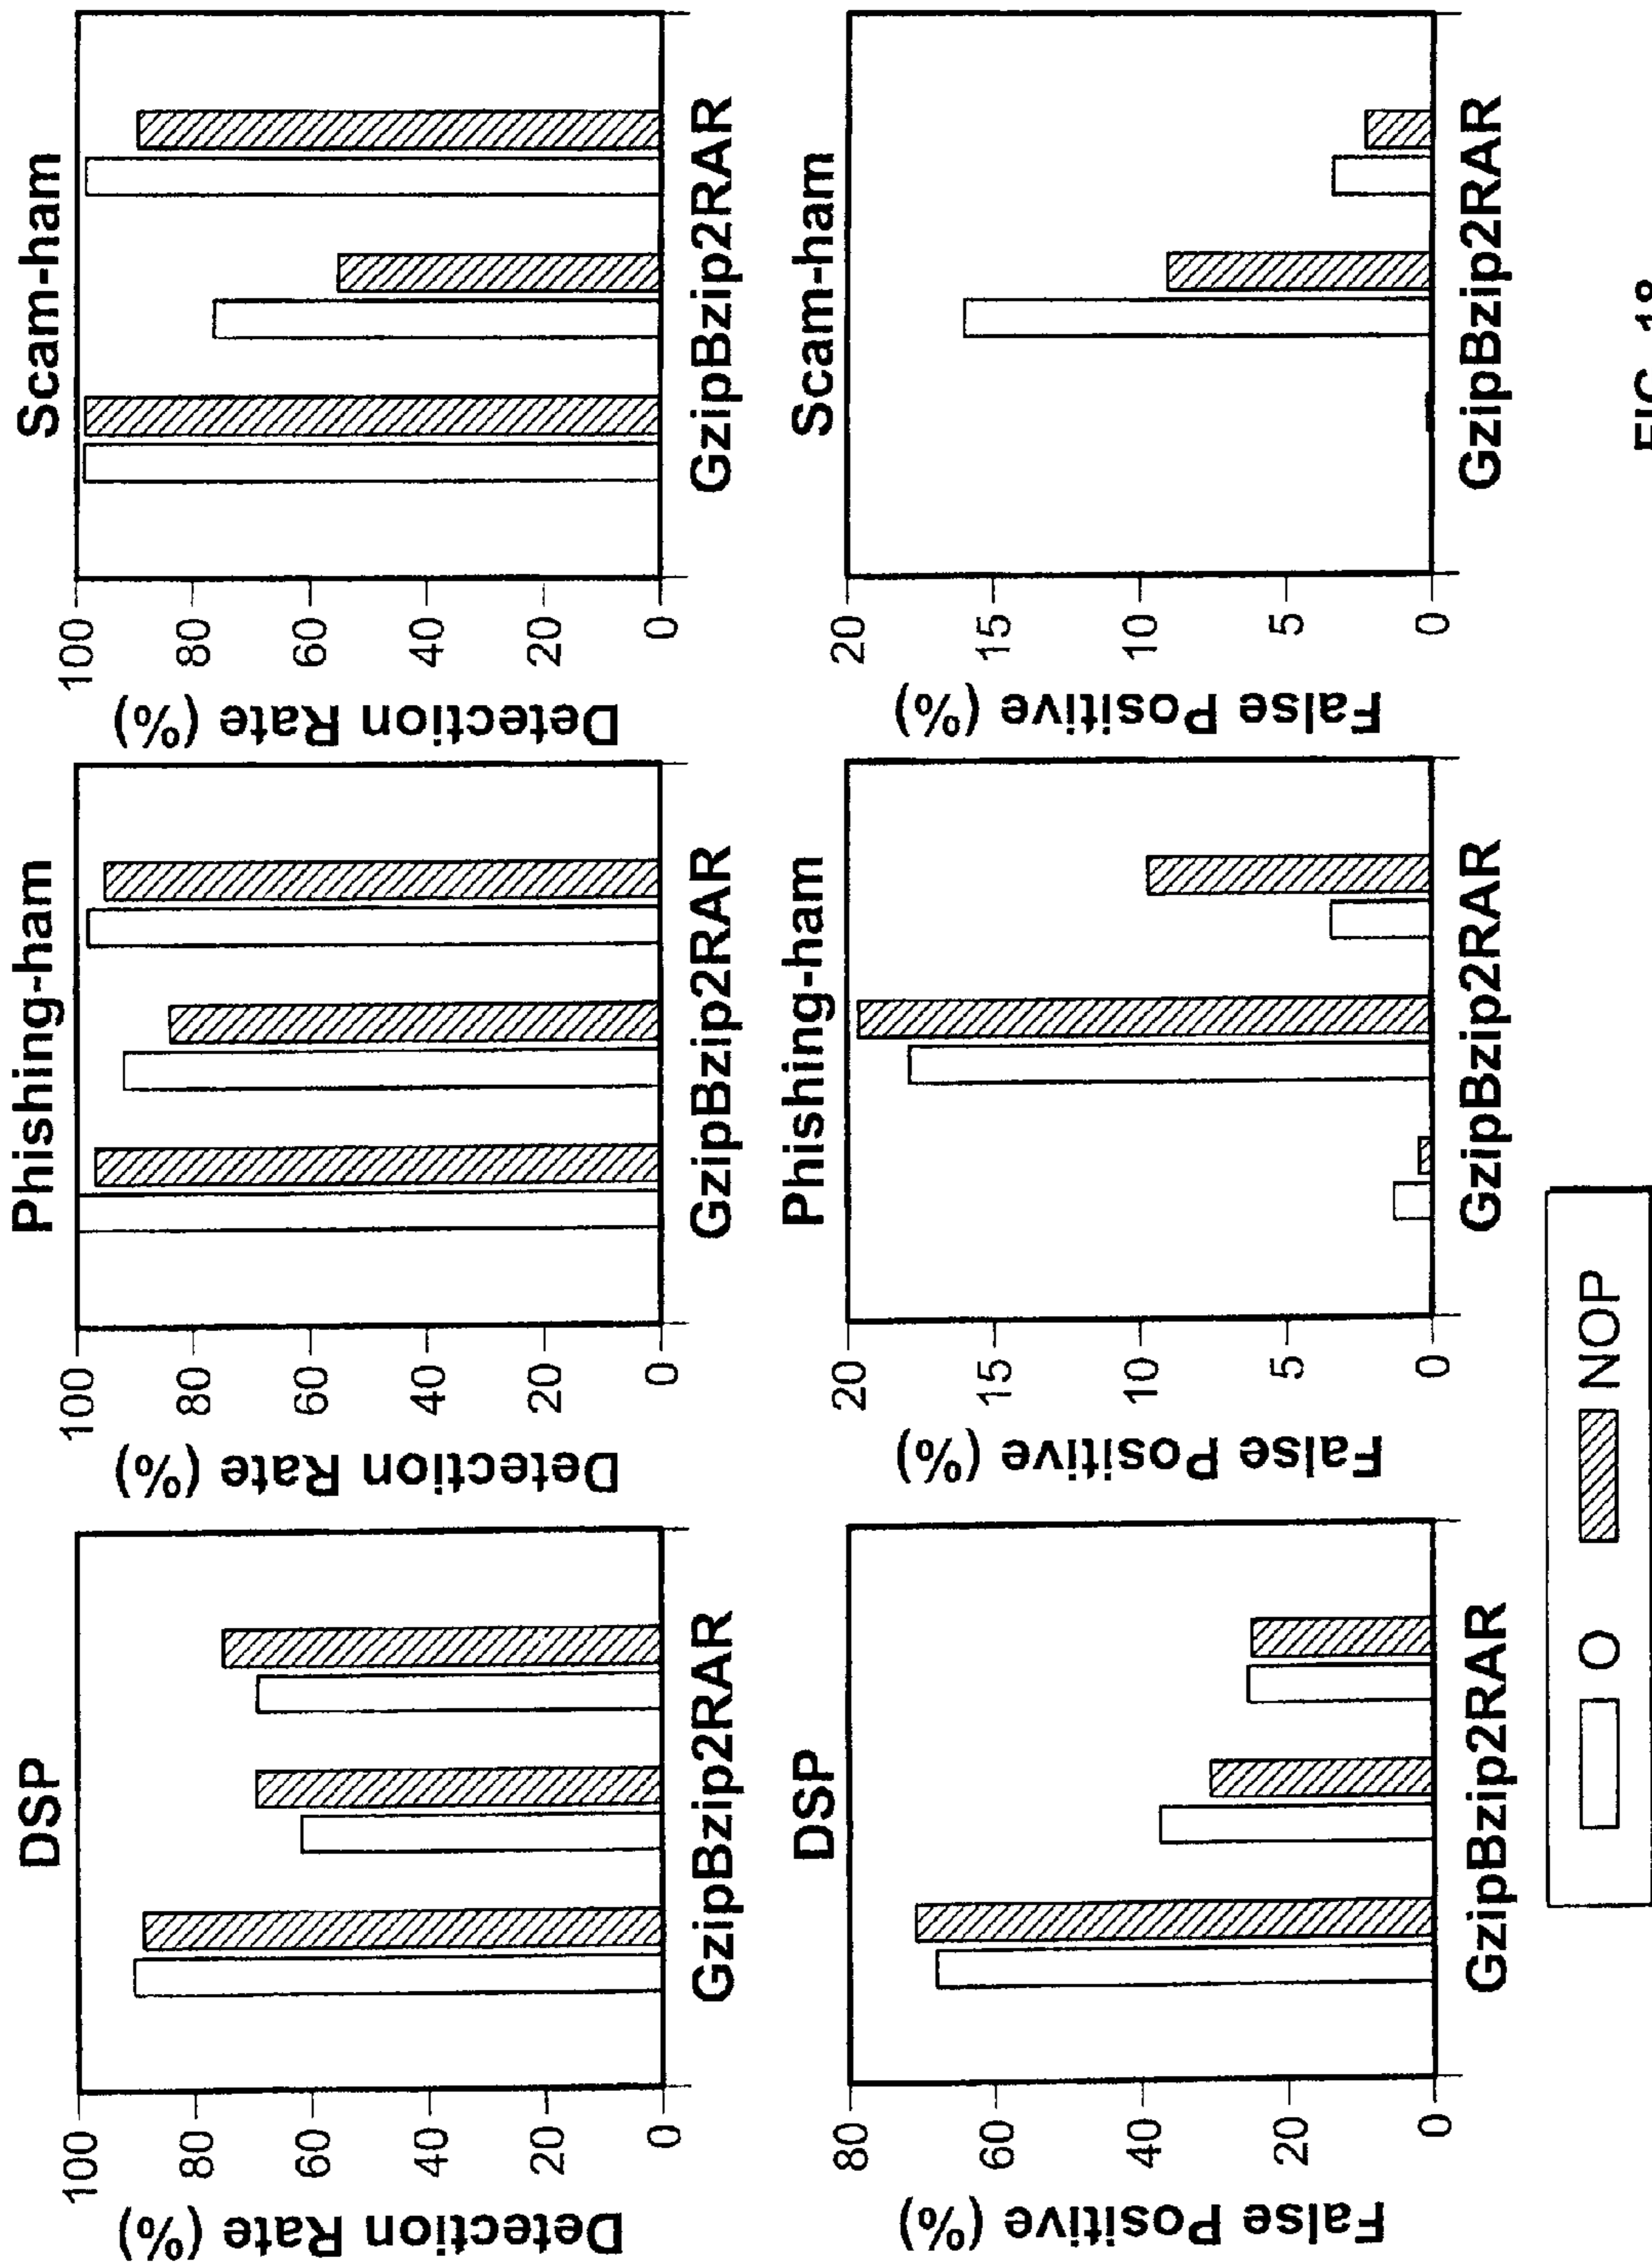 DSP
Detection Rate (%)
100
80
60
40
20
0
GzipBzip2RAR
Phishing-ham
Detection Rate (%)
100
80
60
40
20
0
GzipBzip2RAR
Scam-ham
Detection Rate (%)
100
80
60
40
20
0
GzipBzip2RAR
DSP
False Positive (%)
80
60
40
20
0
GzipBzip2RAR
Phishing-ham
False Positive (%)
20
15
10
5
0
GzipBzip2RAR
Scam-ham
False Positive (%)
20
15
10
5
0
GzipBzip2RAR
O
NOP
FIG. 18